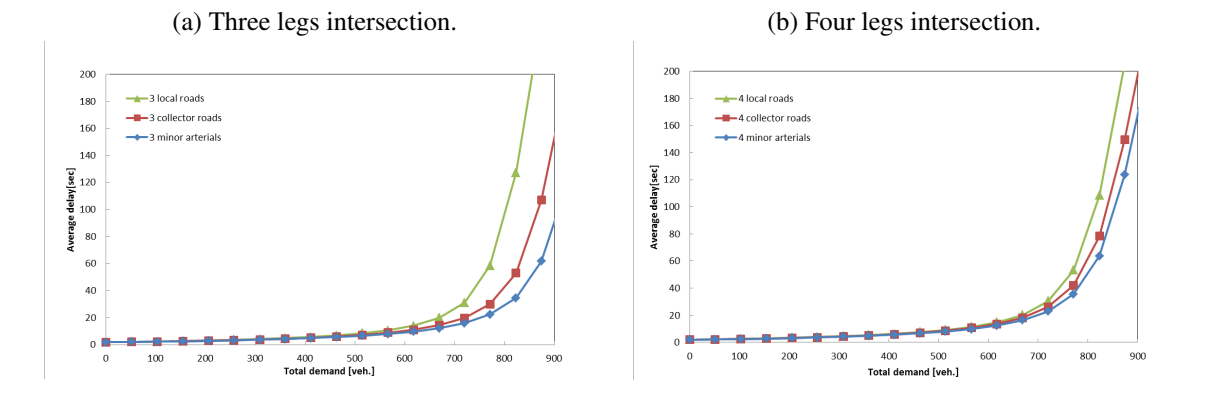 (a) Three legs intersection.
(b) Four legs intersection.
200
180
160
140
120
100
80
60
40
20
0
Average delay[sec]
3 local roads
3 collector roads
3 minor arterials
0 100 200 300 400 500 600 700 800 900
Total demand [veh.]
200
180
160
140
120
100
80
60
40
20
0
Average delay[sec]
4 local roads
4 collector roads
4 minor arterials
0 100 200 300 400 500 600 700 800 900
Total demand [veh.]